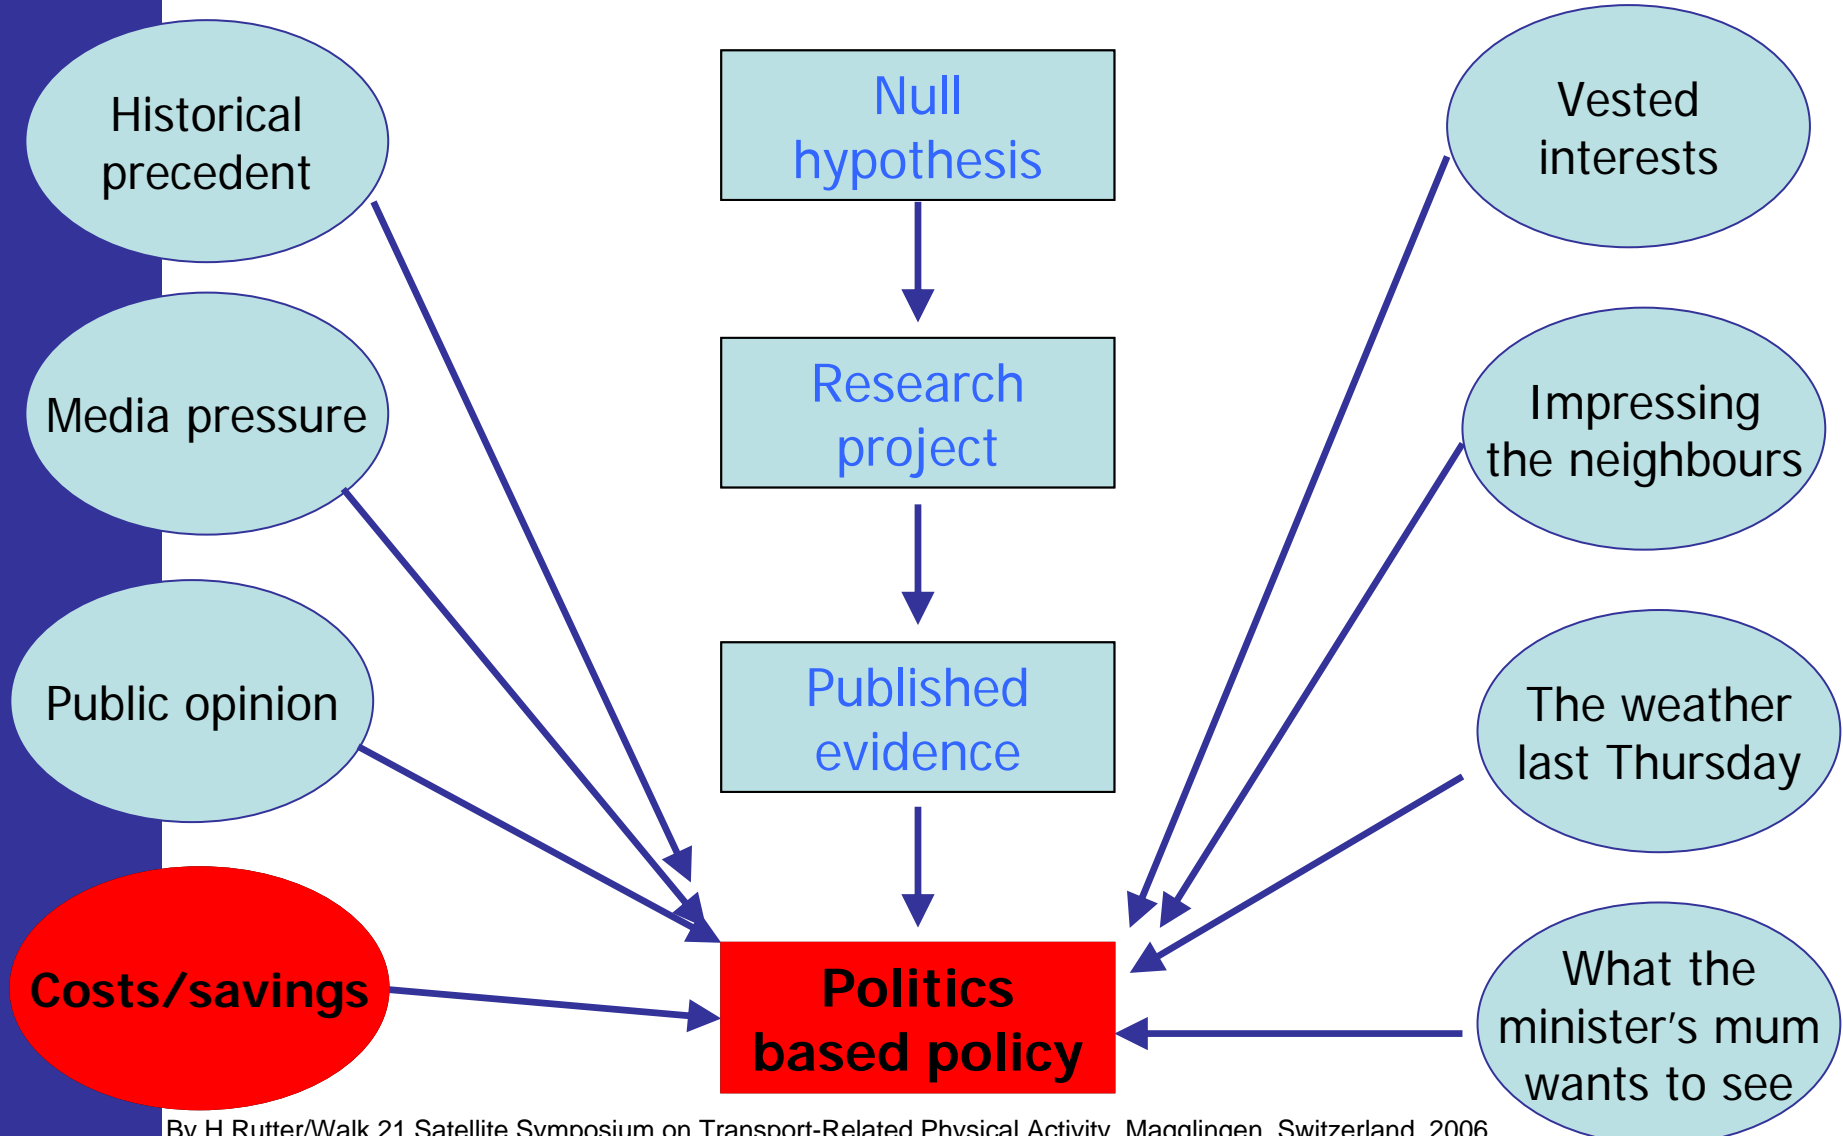 Historical
precedent
Media pressure
Public opinion
Costs/savings
Null
hypothesis
Research
project
Published
evidence
Politics
based policy
Vested
interests
Impressing
the neighbours
The weather
last Thursday
What the
minister's mum
wants to see
By H Rutter/Walk 21 Satellite Symposium on Transport-Related Physical Activity, Magglingen, Switzerland, 2006